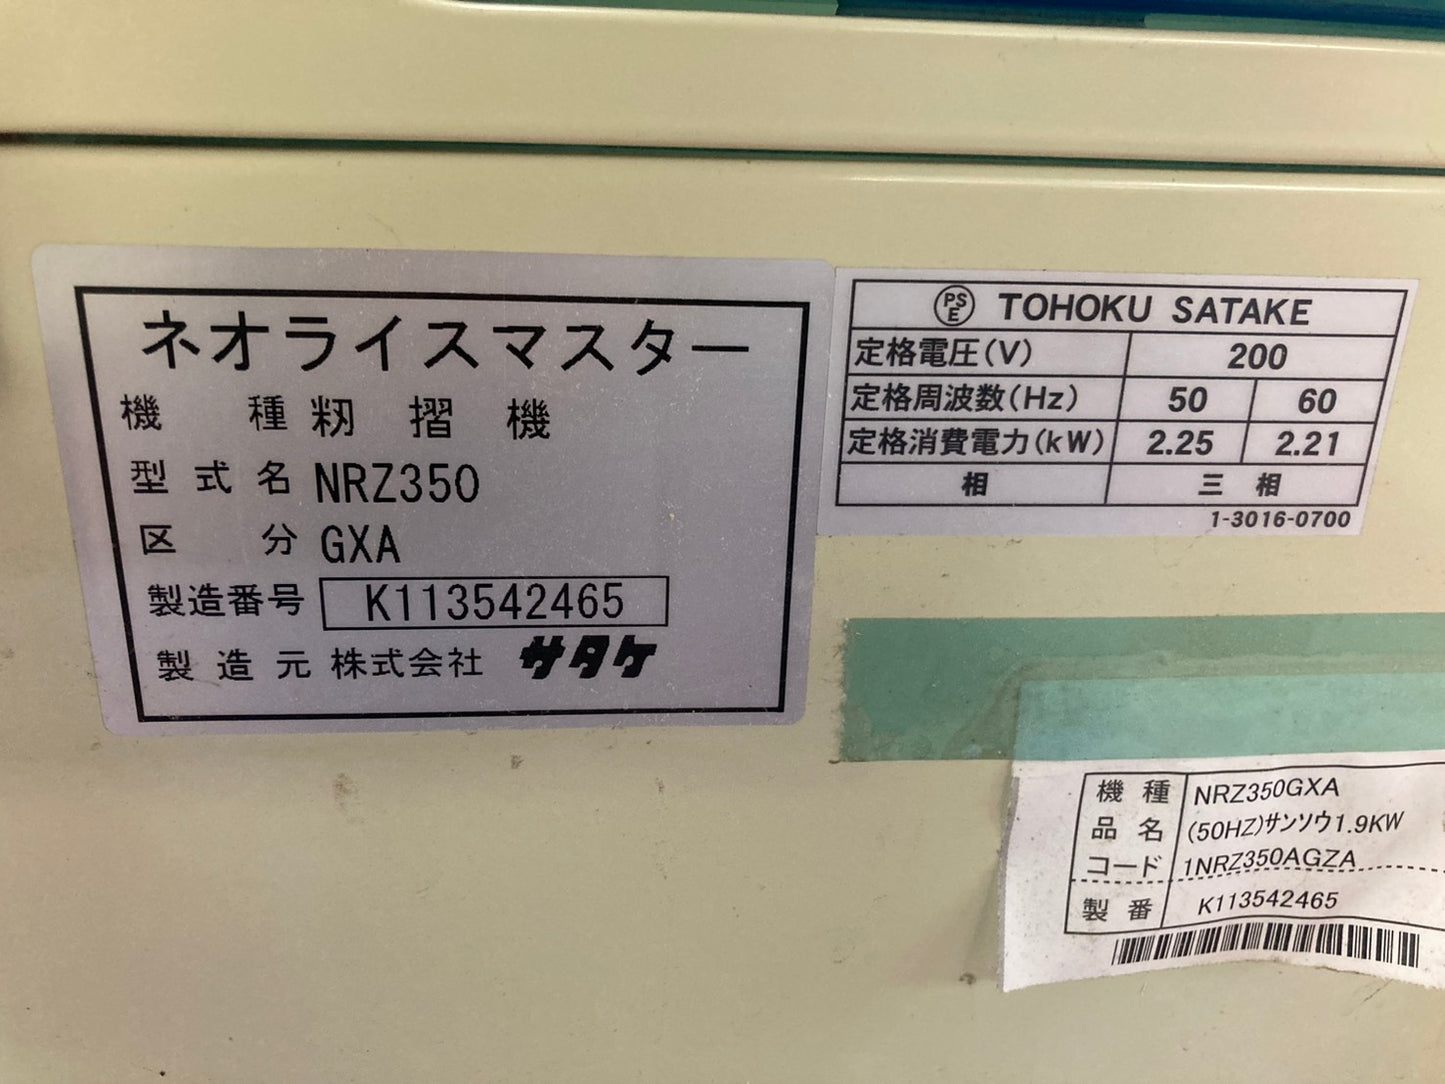 ネオライスマスター
機種 籾摺機
型式名 NRZ350
区分 GXA
製造番号 K113542465
製造元 株式会社 サタケ
PSE TOHOKU SATAKE
定格電圧(V) 200
定格周波数(Hz) 50 60
定格消費電力(kW) 2.25 2.21
相 三相
1-3016-0700
機種 NRZ350GXA
品名 (50HZ)サンソウ1.9KW
コード 1NRZ350AGZA
製番 K113542465